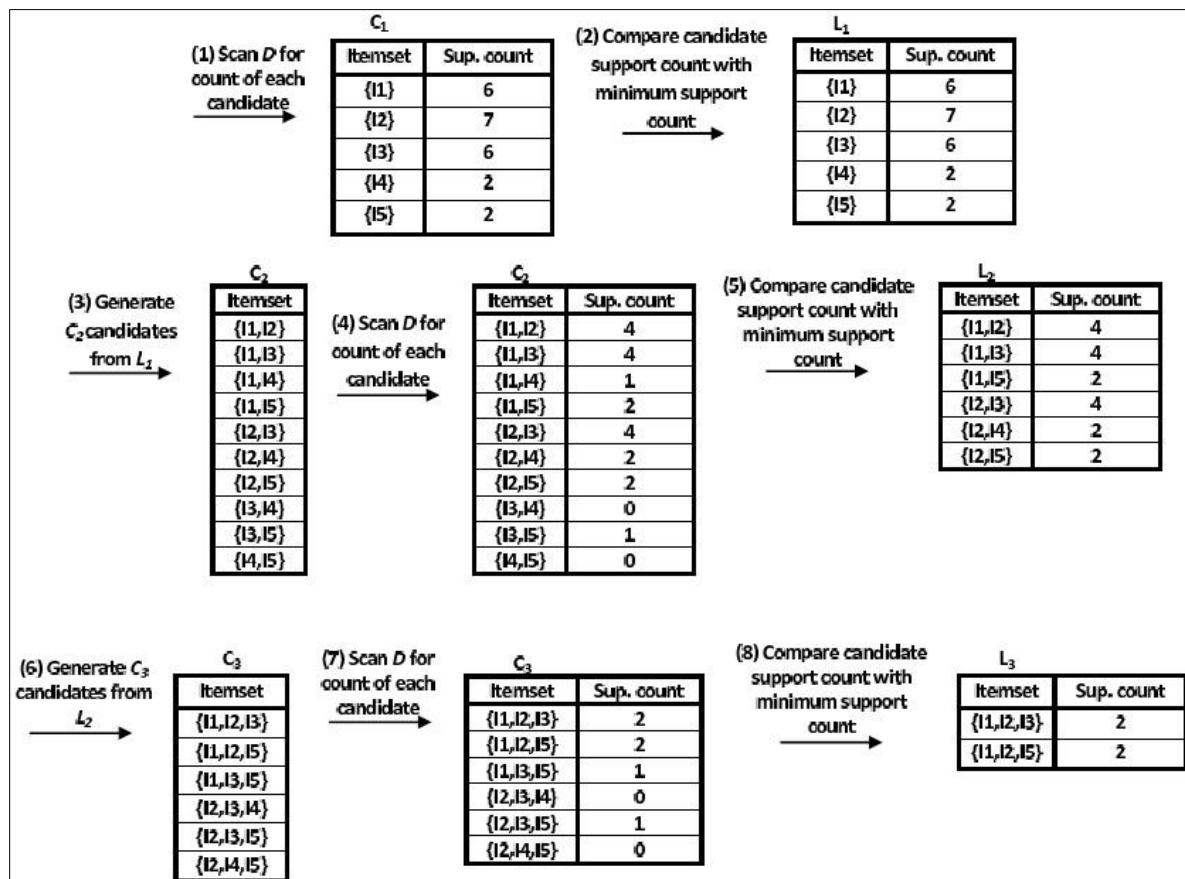 C1
(1) Scan D for
count of each
candidate
Itemset Sup. count
{I1} 6
{I2} 7
{I3} 6
{I4} 2
{I5} 2
(2) Compare candidate
support count with
minimum support
count
L1
Itemset Sup. count
{I1} 6
{I2} 7
{I3} 6
{I4} 2
{I5} 2
(3) Generate
C2 candidates
from L1
C2
Itemset
{I1,I2}
{I1,I3}
{I1,I4}
{I1,I5}
{I2,I3}
{I2,I4}
{I2,I5}
{I3,I4}
{I3,I5}
{I4,I5}
(4) Scan D for
count of each
candidate
C2
Itemset Sup. count
{I1,I2} 4
{I1,I3} 4
{I1,I4} 1
{I1,I5} 2
{I2,I3} 4
{I2,I4} 2
{I2,I5} 2
{I3,I4} 0
{I3,I5} 1
{I4,I5} 0
(5) Compare candidate
support count with
minimum support
count
L2
Itemset Sup. count
{I1,I2} 4
{I1,I3} 4
{I1,I5} 2
{I2,I3} 4
{I2,I4} 2
{I2,I5} 2
(6) Generate C3
candidates from
L2
C3
Itemset
{I1,I2,I3}
{I1,I2,I5}
{I1,I3,I5}
{I2,I3,I4}
{I2,I3,I5}
{I2,I4,I5}
(7) Scan D for
count of each
candidate
C3
Itemset Sup. count
{I1,I2,I3} 2
{I1,I2,I5} 2
{I1,I3,I5} 1
{I2,I3,I4} 0
{I2,I3,I5} 1
{I2,I4,I5} 0
(8) Compare candidate
support count with
minimum support
count
L3
Itemset Sup. count
{I1,I2,I3} 2
{I1,I2,I5} 2